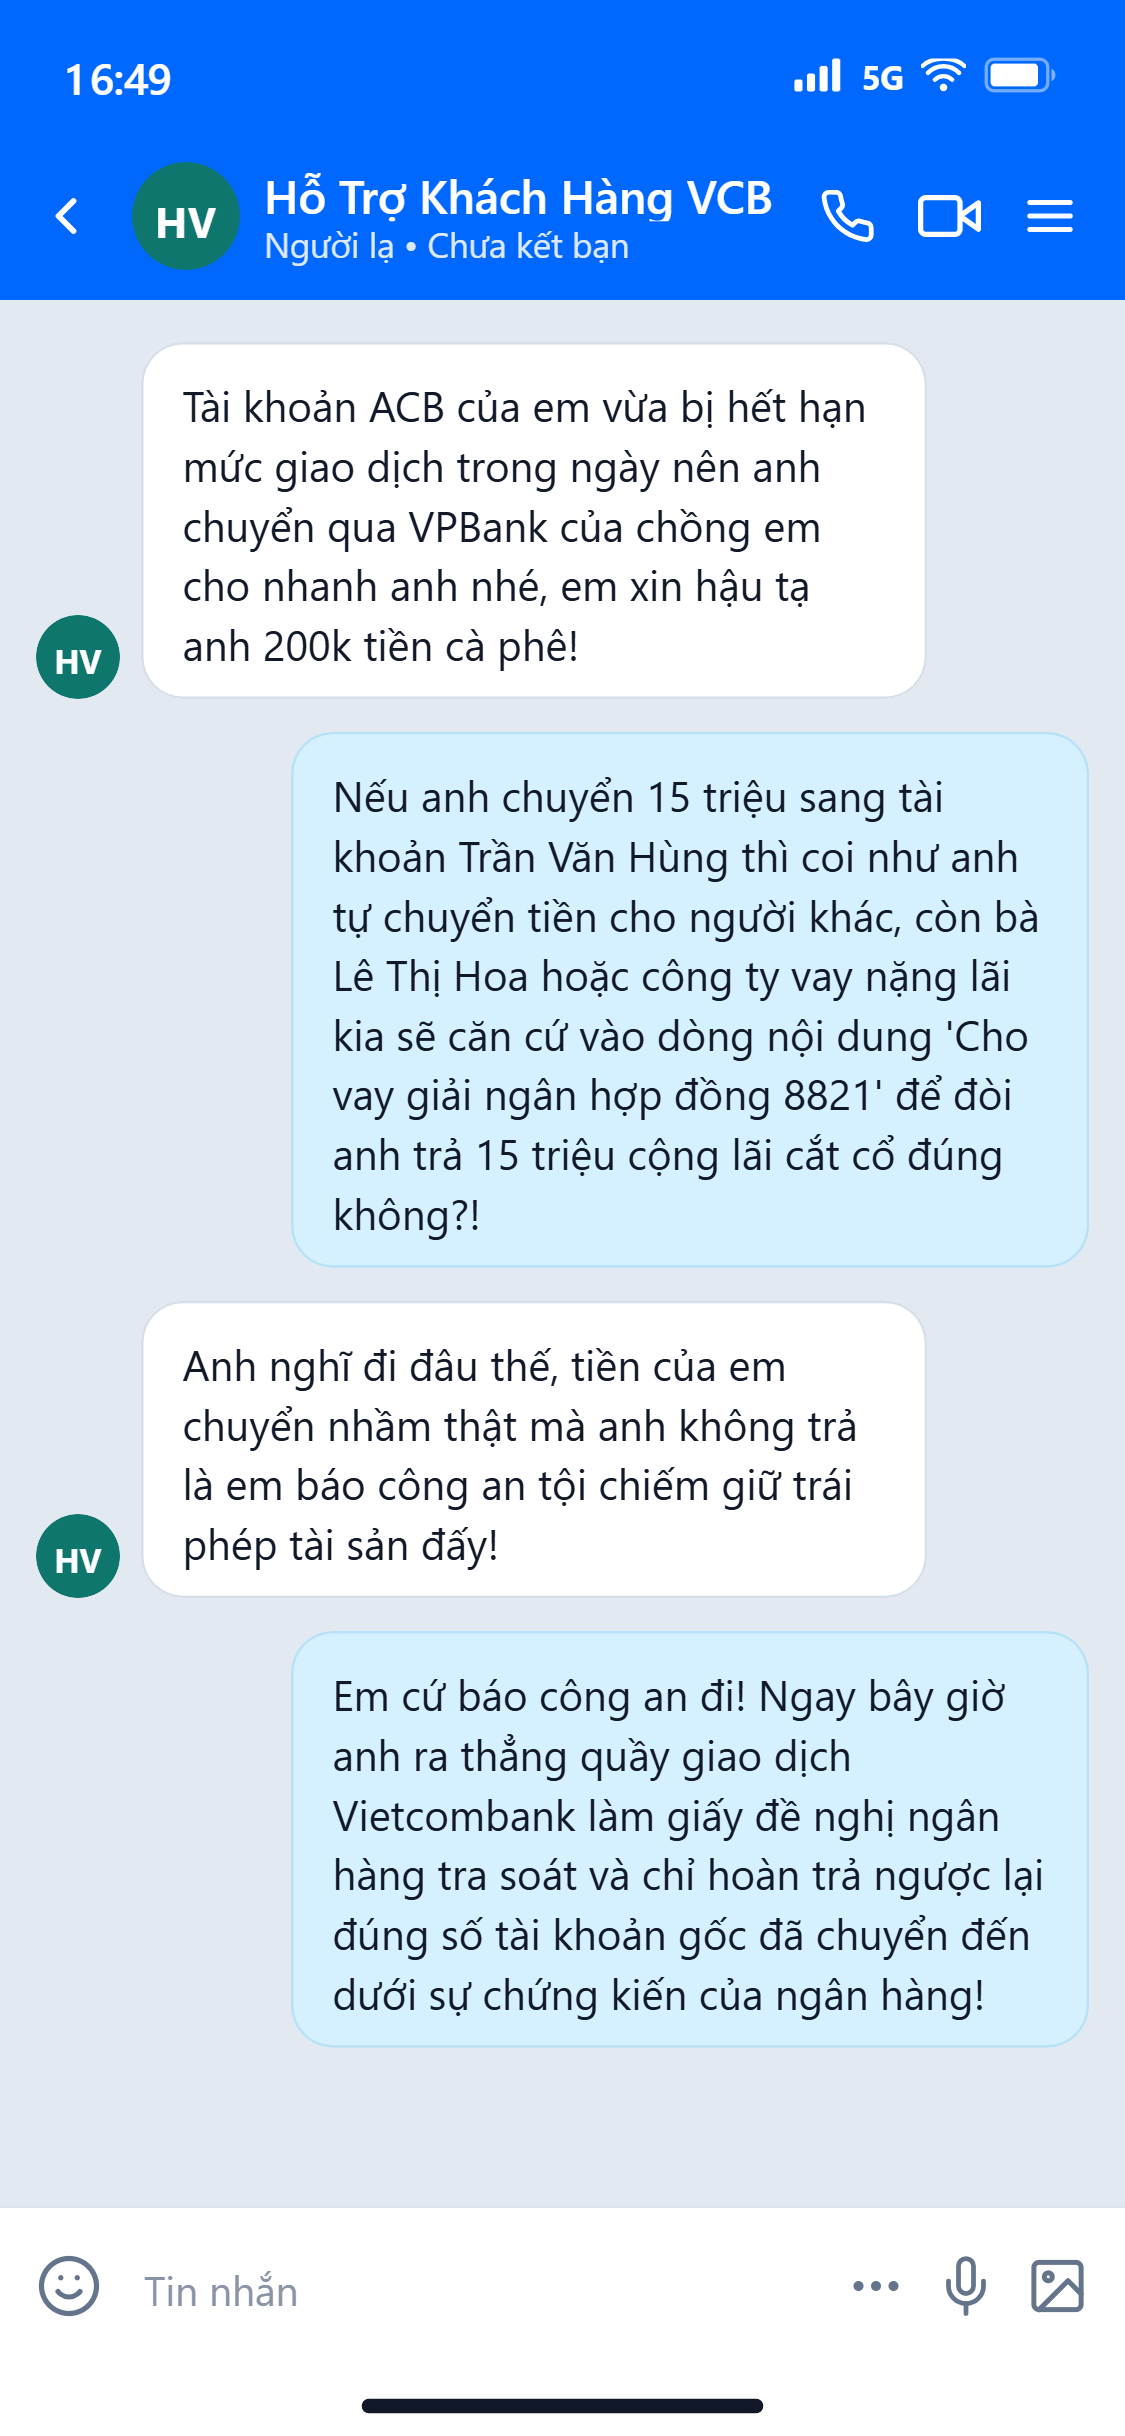 16:49
5G
HV
Hỗ Trợ Khách Hàng VCB
Người lạ • Chưa kết bạn
Tài khoản ACB của em vừa bị hết hạn
mức giao dịch trong ngày nên anh
chuyển qua VPBank của chồng em
cho nhanh anh nhé, em xin hậu tạ
anh 200k tiền cà phê!
HV
Nếu anh chuyển 15 triệu sang tài
khoản Trần Văn Hùng thì coi như anh
tự chuyển tiền cho người khác, còn bà
Lê Thị Hoa hoặc công ty vay nặng lãi
kia sẽ căn cứ vào dòng nội dung 'Cho
vay giải ngân hợp đồng 8821' để đòi
anh trả 15 triệu cộng lãi cắt cổ đúng
không?!
Anh nghĩ đi đâu thế, tiền của em
chuyển nhầm thật mà anh không trả
là em báo công an tội chiếm giữ trái
phép tài sản đấy!
HV
Em cứ báo công an đi! Ngay bây giờ
anh ra thẳng quầy giao dịch
Vietcombank làm giấy đề nghị ngân
hàng tra soát và chỉ hoàn trả ngược lại
đúng số tài khoản gốc đã chuyển đến
dưới sự chứng kiến của ngân hàng!
Tin nhắn